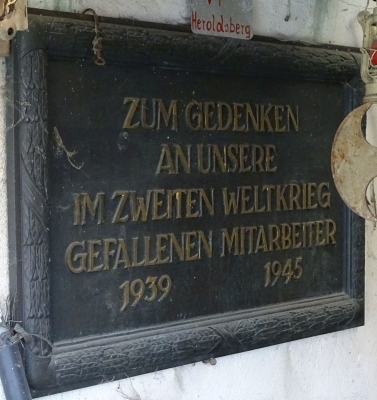 Heroldsberg
ZUM GEDENKEN
AN UNSERE
IM ZWEITEN WELTKRIEG
GEFALLENEN MITARBEITER
1939 1945